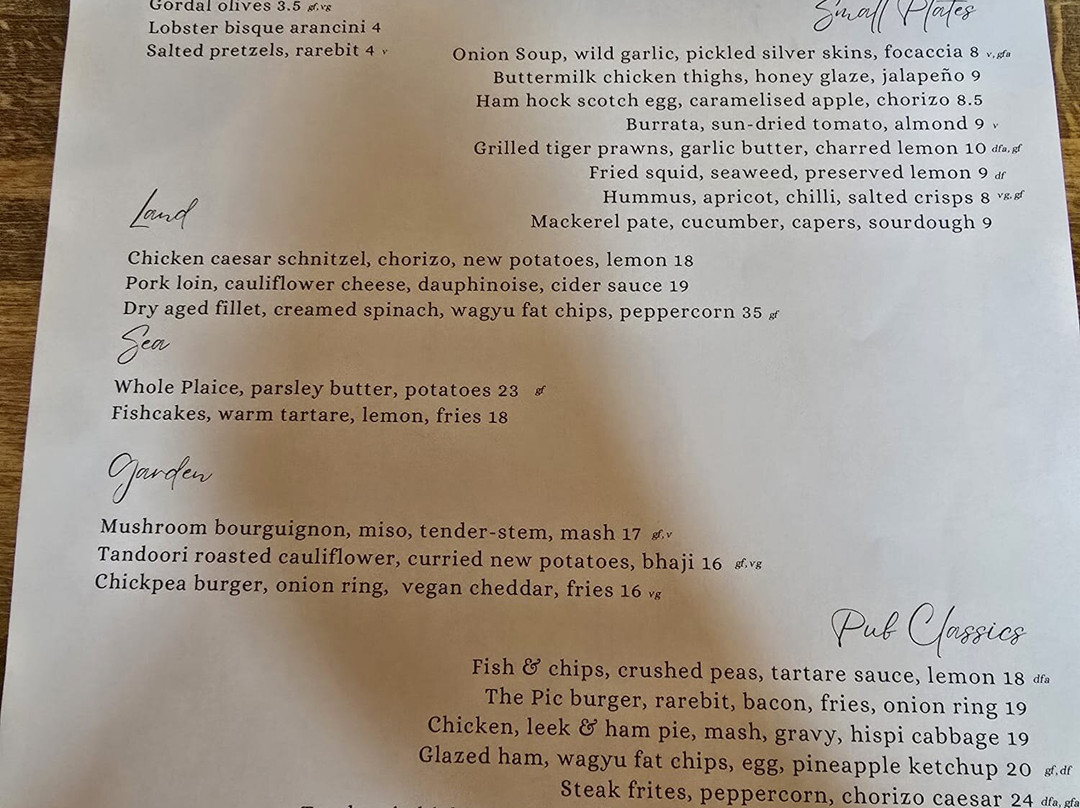 Gordal olives 3.5 gf, vg
Lobster bisque arancini 4
Salted pretzels, rarebit 4 v
Small Plates
Onion Soup, wild garlic, pickled silver skins, focaccia 8 v, gfa
Buttermilk chicken thighs, honey glaze, jalapeño 9
Ham hock scotch egg, caramelised apple, chorizo 8.5
Burrata, sun-dried tomato, almond 9 v
Grilled tiger prawns, garlic butter, charred lemon 10 dfa, gf
Fried squid, seaweed, preserved lemon 9 df
Hummus, apricot, chilli, salted crisps 8 vg, gf
Mackerel pate, cucumber, capers, sourdough 9
Land
Chicken caesar schnitzel, chorizo, new potatoes, lemon 18
Pork loin, cauliflower cheese, dauphinoise, cider sauce 19
Dry aged fillet, creamed spinach, wagyu fat chips, peppercorn 35 gf
Sea
Whole Plaice, parsley butter, potatoes 23 gf
Fishcakes, warm tartare, lemon, fries 18
Garden
Mushroom bourguignon, miso, tender-stem, mash 17 gf, v
Tandoori roasted cauliflower, curried new potatoes, bhaji 16 gf, vg
Chickpea burger, onion ring, vegan cheddar, fries 16 vg
Pub Classics
Fish & chips, crushed peas, tartare sauce, lemon 18 dfa
The Pic burger, rarebit, bacon, fries, onion ring 19
Chicken, leek & ham pie, mash, gravy, hispi cabbage 19
Glazed ham, wagyu fat chips, egg, pineapple ketchup 20 gf, df
Steak frites, peppercorn, chorizo caesar 24 dfa, gfa